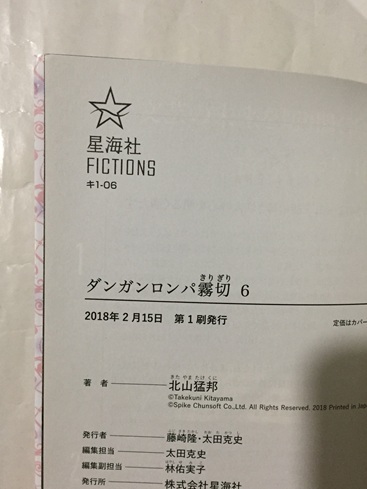 星海社
FICTIONS
キ1-06
ダンガンロンパ霧切 6
きりぎり
2018年2月15日 第1刷発行
定価はカバー
著者 北山猛邦
きたやまたけくに
©Takekuni Kitayama
©Spike Chunsoft Co.,Ltd. All Rights Reserved. 2018 Printed in Japan
発行者 藤崎隆・太田克史
編集担当 太田克史
編集副担当 林佑実子
発行所 株式会社星海社